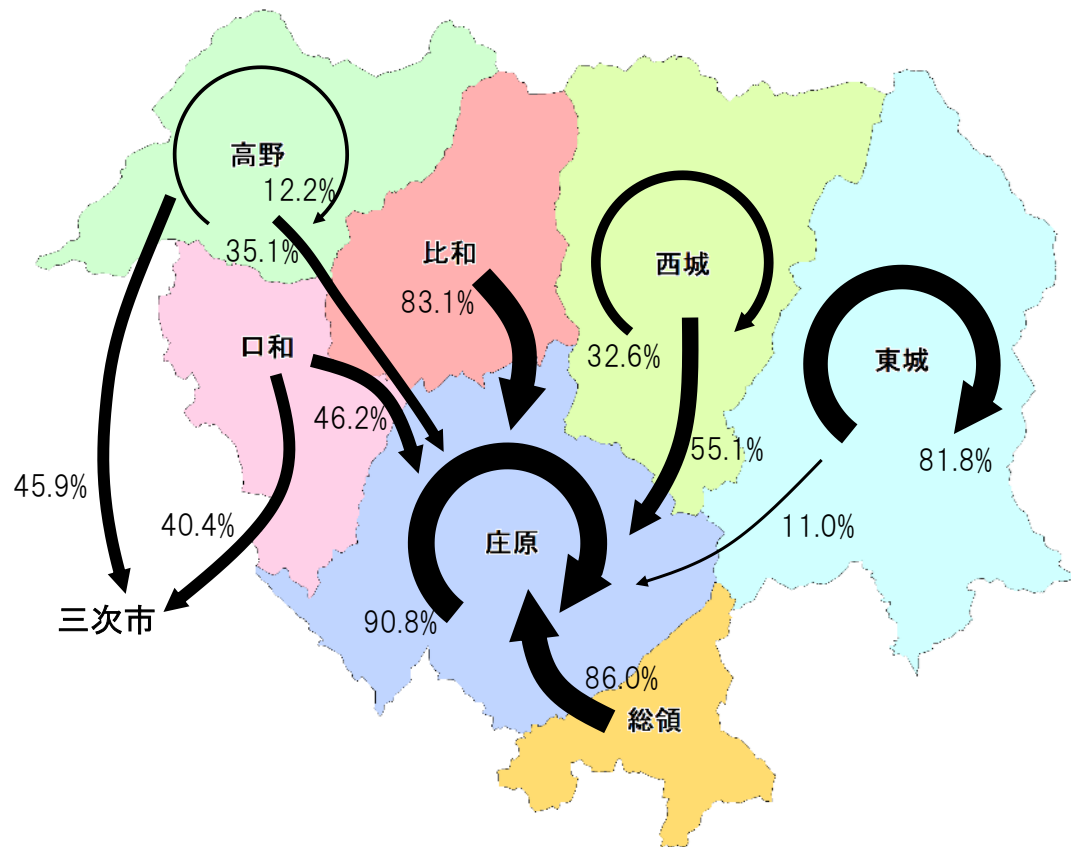 高野
12.2%
35.1%
比和
83.1%
西城
32.6%
東城
81.8%
口和
46.2%
55.1%
45.9%
40.4%
11.0%
庄原
90.8%
三次市
86.0%
総領